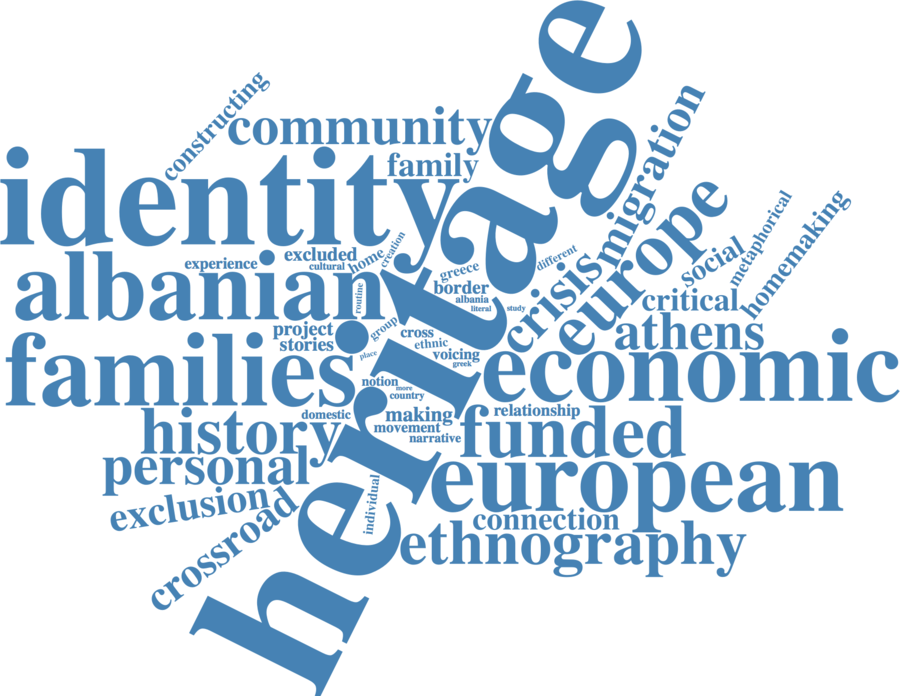 heritage
constructing
community
migration
family
identity
europe
metaphorical
homemaking
social
creation
different
excluded
home
experience
cultural
greece
crisis
albanian
routine
border
albania
literal
study
critical
project
group
cross
athens
stories
ethnic
place
voicing
greek
families
economic
notion
more
country
domestic
making
relationship
history
movement
funded
narrative
personal
european
individual
exclusion
connection
crossroad
ethnography